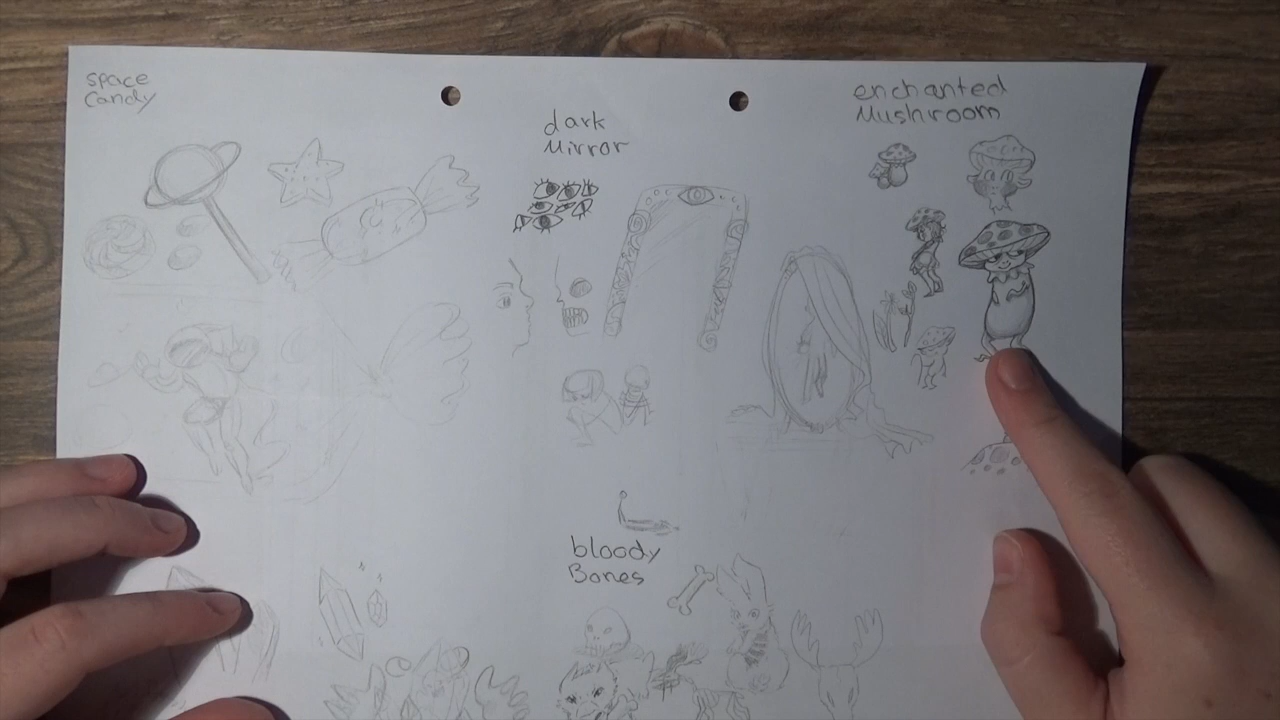 space
Candy
dark
Mirror
enchanted
Mushroom
bloody
Bones